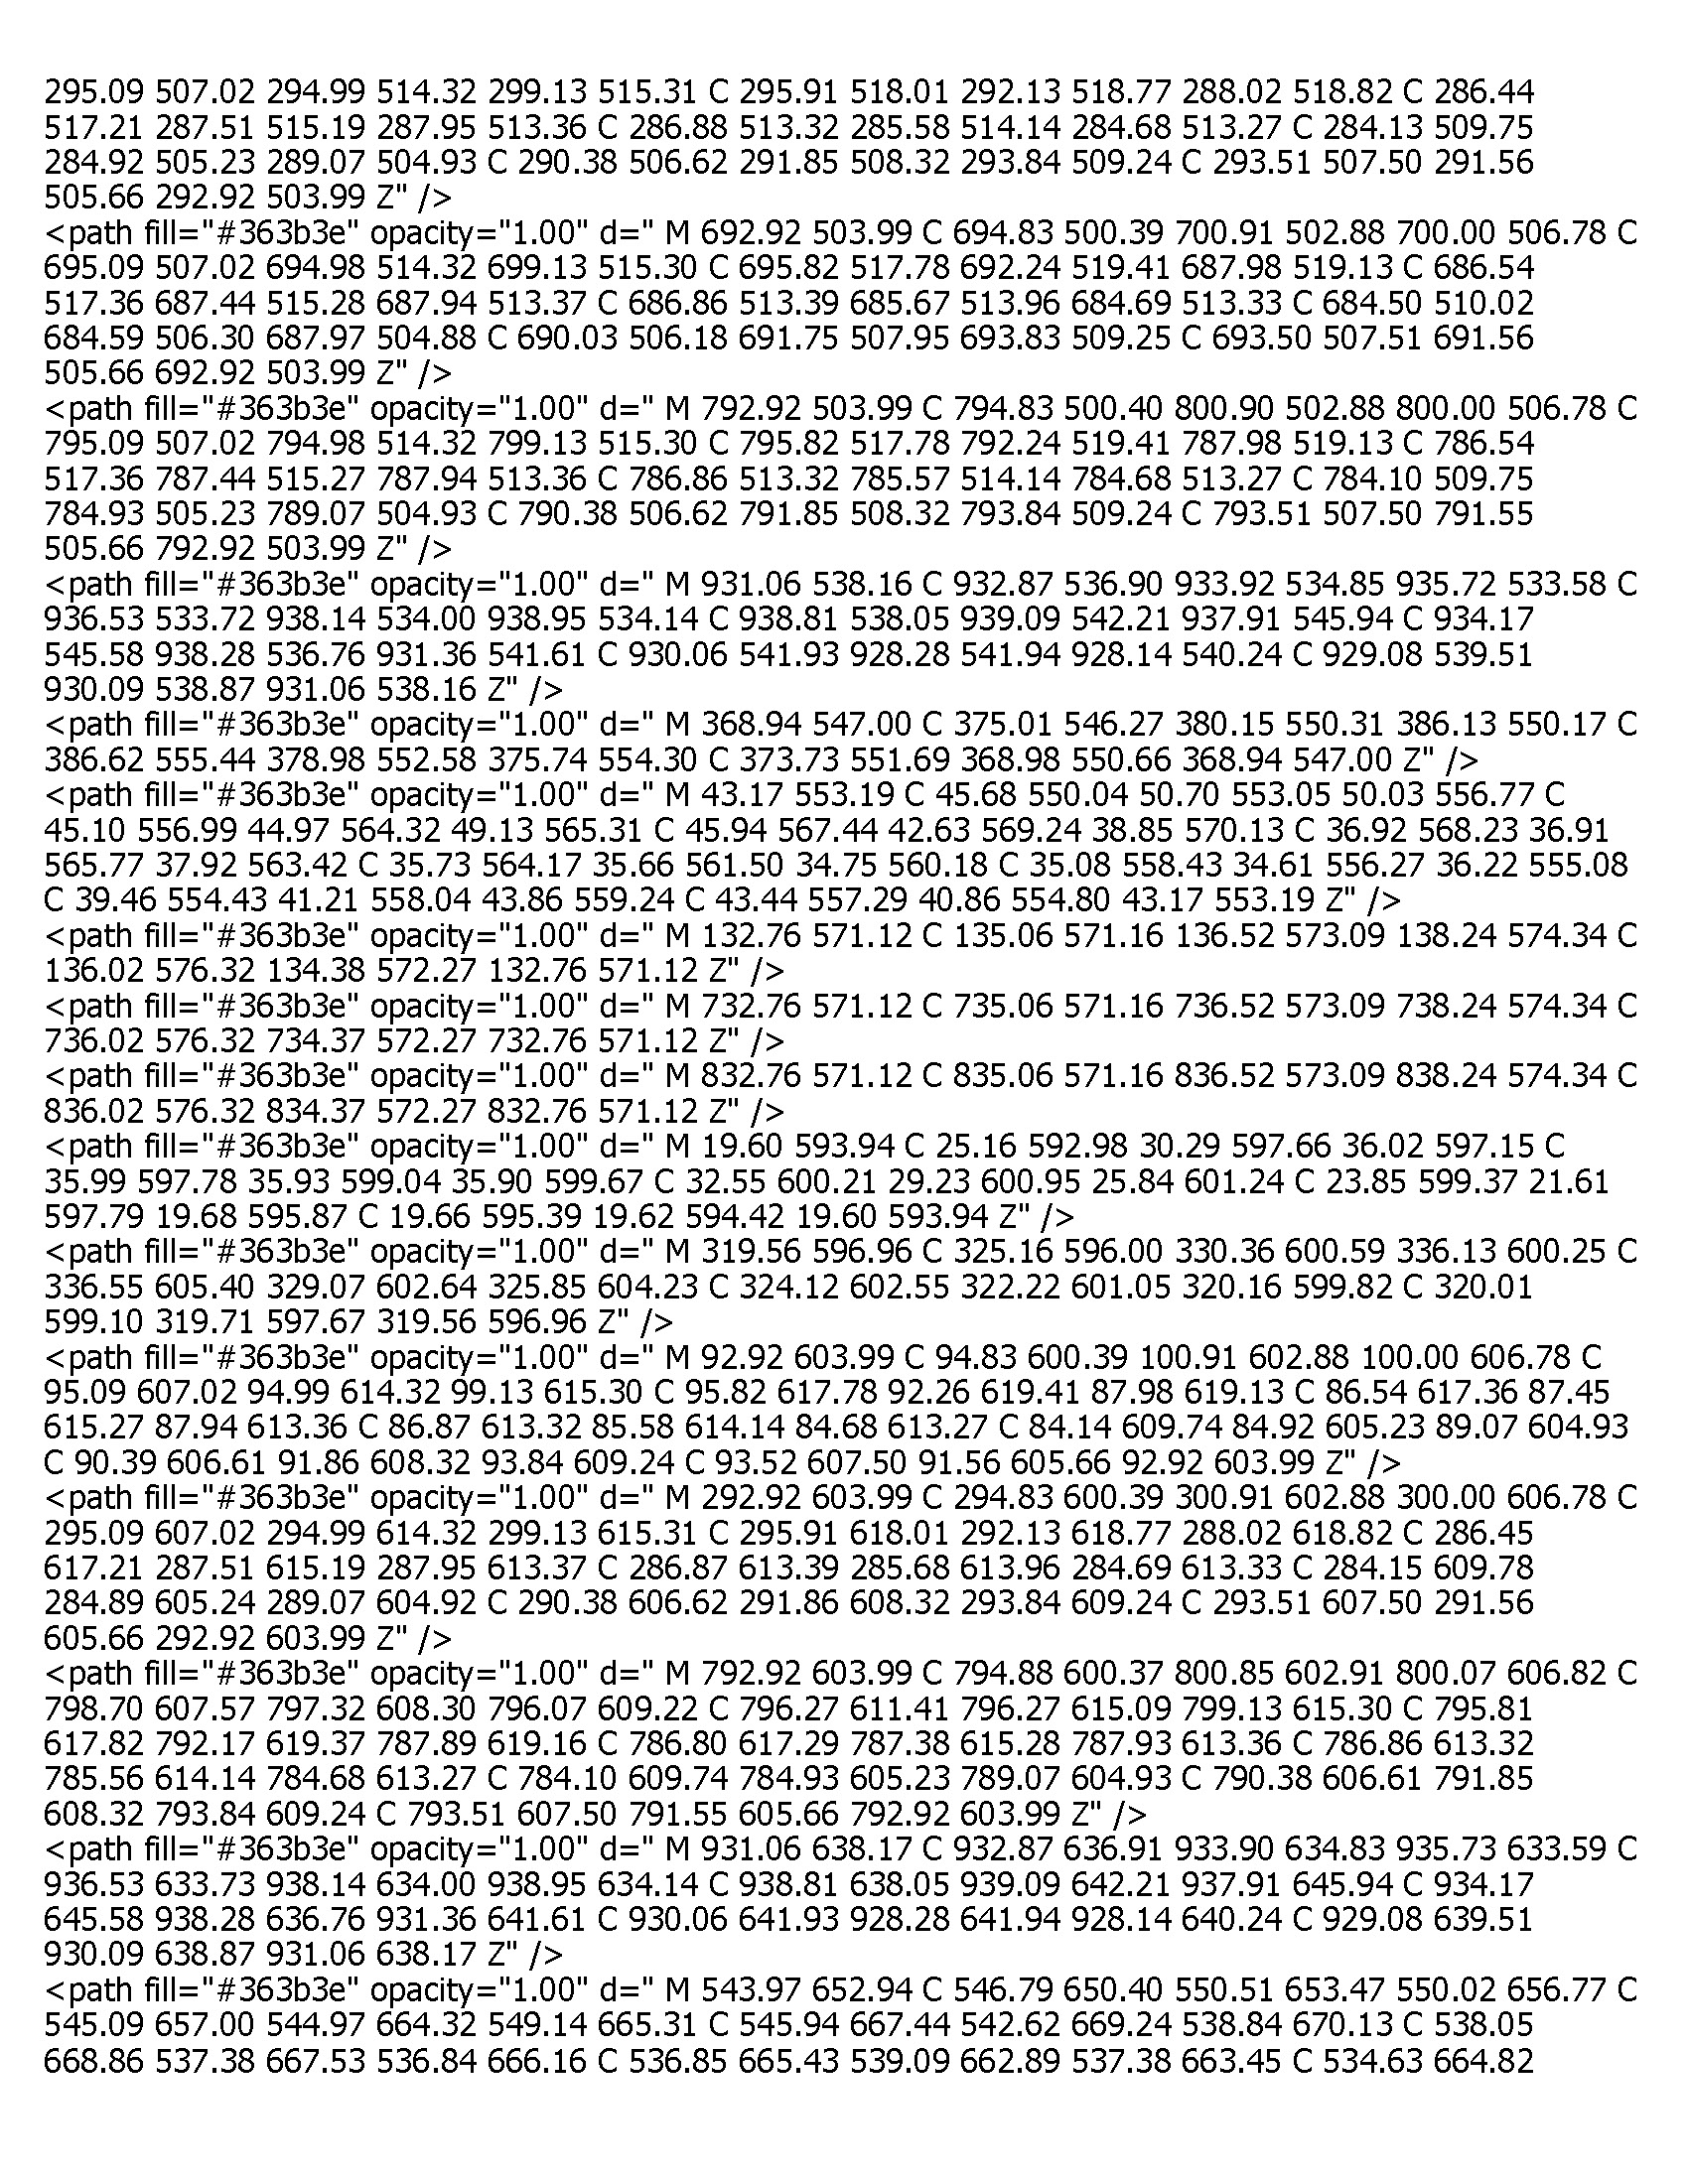 295.09 507.02 294.99 514.32 299.13 515.31 C 295.91 518.01 292.13 518.77 288.02 518.82 C 286.44
517.21 287.51 515.19 287.95 513.36 C 286.88 513.32 285.58 514.14 284.68 513.27 C 284.13 509.75
284.92 505.23 289.07 504.93 C 290.38 506.62 291.85 508.32 293.84 509.24 C 293.51 507.50 291.56
505.66 292.92 503.99 Z" />
<path fill="#363b3e" opacity="1.00" d=" M 692.92 503.99 C 694.83 500.39 700.91 502.88 700.00 506.78 C
695.09 507.02 694.98 514.32 699.13 515.30 C 695.82 517.78 692.24 519.41 687.98 519.13 C 686.54
517.36 687.44 515.28 687.94 513.37 C 686.86 513.39 685.67 513.96 684.69 513.33 C 684.50 510.02
684.59 506.30 687.97 504.88 C 690.03 506.18 691.75 507.95 693.83 509.25 C 693.50 507.51 691.56
505.66 692.92 503.99 Z" />
<path fill="#363b3e" opacity="1.00" d=" M 792.92 503.99 C 794.83 500.40 800.90 502.88 800.00 506.78 C
795.09 507.02 794.98 514.32 799.13 515.30 C 795.82 517.78 792.24 519.41 787.98 519.13 C 786.54
517.36 787.44 515.27 787.94 513.36 C 786.86 513.32 785.57 514.14 784.68 513.27 C 784.10 509.75
784.93 505.23 789.07 504.93 C 790.38 506.62 791.85 508.32 793.84 509.24 C 793.51 507.50 791.55
505.66 792.92 503.99 Z" />
<path fill="#363b3e" opacity="1.00" d=" M 931.06 538.16 C 932.87 536.90 933.92 534.85 935.72 533.58 C
936.53 533.72 938.14 534.00 938.95 534.14 C 938.81 538.05 939.09 542.21 937.91 545.94 C 934.17
545.58 938.28 536.76 931.36 541.61 C 930.06 541.93 928.28 541.94 928.14 540.24 C 929.08 539.51
930.09 538.87 931.06 538.16 Z" />
<path fill="#363b3e" opacity="1.00" d=" M 368.94 547.00 C 375.01 546.27 380.15 550.31 386.13 550.17 C
386.62 555.44 378.98 552.58 375.74 554.30 C 373.73 551.69 368.98 550.66 368.94 547.00 Z" />
<path fill="#363b3e" opacity="1.00" d=" M 43.17 553.19 C 45.68 550.04 50.70 553.05 50.03 556.77 C
45.10 556.99 44.97 564.32 49.13 565.31 C 45.94 567.44 42.63 569.24 38.85 570.13 C 36.92 568.23 36.91
565.77 37.92 563.42 C 35.73 564.17 35.66 561.50 34.75 560.18 C 35.08 558.43 34.61 556.27 36.22 555.08
C 39.46 554.43 41.21 558.04 43.86 559.24 C 43.44 557.29 40.86 554.80 43.17 553.19 Z" />
<path fill="#363b3e" opacity="1.00" d=" M 132.76 571.12 C 135.06 571.16 136.52 573.09 138.24 574.34 C
136.02 576.32 134.38 572.27 132.76 571.12 Z" />
<path fill="#363b3e" opacity="1.00" d=" M 732.76 571.12 C 735.06 571.16 736.52 573.09 738.24 574.34 C
736.02 576.32 734.37 572.27 732.76 571.12 Z" />
<path fill="#363b3e" opacity="1.00" d=" M 832.76 571.12 C 835.06 571.16 836.52 573.09 838.24 574.34 C
836.02 576.32 834.37 572.27 832.76 571.12 Z" />
<path fill="#363b3e" opacity="1.00" d=" M 19.60 593.94 C 25.16 592.98 30.29 597.66 36.02 597.15 C
35.99 597.78 35.93 599.04 35.90 599.67 C 32.55 600.21 29.23 600.95 25.84 601.24 C 23.85 599.37 21.61
597.79 19.68 595.87 C 19.66 595.39 19.62 594.42 19.60 593.94 Z" />
<path fill="#363b3e" opacity="1.00" d=" M 319.56 596.96 C 325.16 596.00 330.36 600.59 336.13 600.25 C
336.55 605.40 329.07 602.64 325.85 604.23 C 324.12 602.55 322.22 601.05 320.16 599.82 C 320.01
599.10 319.71 597.67 319.56 596.96 Z" />
<path fill="#363b3e" opacity="1.00" d=" M 92.92 603.99 C 94.83 600.39 100.91 602.88 100.00 606.78 C
95.09 607.02 94.99 614.32 99.13 615.30 C 95.82 617.78 92.26 619.41 87.98 619.13 C 86.54 617.36 87.45
615.27 87.94 613.36 C 86.87 613.32 85.58 614.14 84.68 613.27 C 84.14 609.74 84.92 605.23 89.07 604.93
C 90.39 606.61 91.86 608.32 93.84 609.24 C 93.52 607.50 91.56 605.66 92.92 603.99 Z" />
<path fill="#363b3e" opacity="1.00" d=" M 292.92 603.99 C 294.83 600.39 300.91 602.88 300.00 606.78 C
295.09 607.02 294.99 614.32 299.13 615.31 C 295.91 618.01 292.13 618.77 288.02 618.82 C 286.45
617.21 287.51 615.19 287.95 613.37 C 286.87 613.39 285.68 613.96 284.69 613.33 C 284.15 609.78
284.89 605.24 289.07 604.92 C 290.38 606.62 291.86 608.32 293.84 609.24 C 293.51 607.50 291.56
605.66 292.92 603.99 Z" />
<path fill="#363b3e" opacity="1.00" d=" M 792.92 603.99 C 794.88 600.37 800.85 602.91 800.07 606.82 C
798.70 607.57 797.32 608.30 796.07 609.22 C 796.27 611.41 796.27 615.09 799.13 615.30 C 795.81
617.82 792.17 619.37 787.89 619.16 C 786.80 617.29 787.38 615.28 787.93 613.36 C 786.86 613.32
785.56 614.14 784.68 613.27 C 784.10 609.74 784.93 605.23 789.07 604.93 C 790.38 606.61 791.85
608.32 793.84 609.24 C 793.51 607.50 791.55 605.66 792.92 603.99 Z" />
<path fill="#363b3e" opacity="1.00" d=" M 931.06 638.17 C 932.87 636.91 933.90 634.83 935.73 633.59 C
936.53 633.73 938.14 634.00 938.95 634.14 C 938.81 638.05 939.09 642.21 937.91 645.94 C 934.17
645.58 938.28 636.76 931.36 641.61 C 930.06 641.93 928.28 641.94 928.14 640.24 C 929.08 639.51
930.09 638.87 931.06 638.17 Z" />
<path fill="#363b3e" opacity="1.00" d=" M 543.97 652.94 C 546.79 650.40 550.51 653.47 550.02 656.77 C
545.09 657.00 544.97 664.32 549.14 665.31 C 545.94 667.44 542.62 669.24 538.84 670.13 C 538.05
668.86 537.38 667.53 536.84 666.16 C 536.85 665.43 539.09 662.89 537.38 663.45 C 534.63 664.82